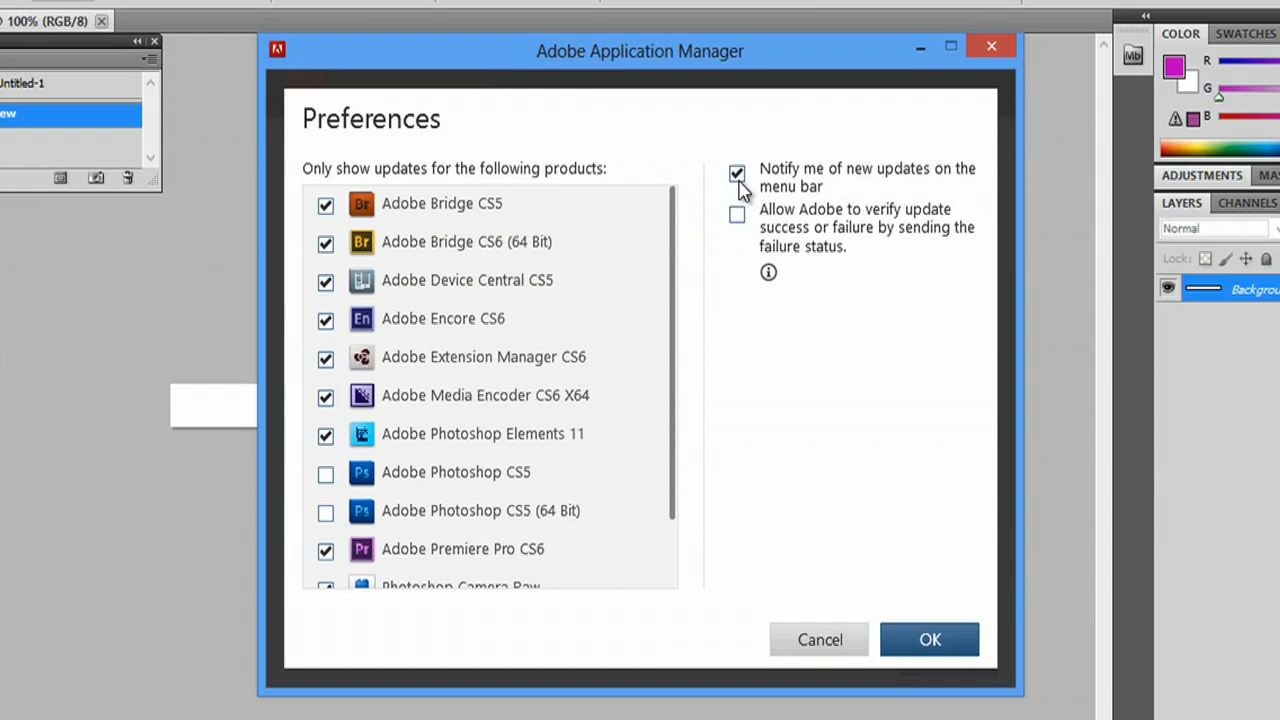 100% (RGB/8)
Untitled-1
Adobe Application Manager
Preferences
Only show updates for the following products:
Br Adobe Bridge CS5
Br Adobe Bridge CS6 (64 Bit)
Adobe Device Central CS5
En Adobe Encore CS6
Adobe Extension Manager CS6
Adobe Media Encoder CS6 X64
Adobe Photoshop Elements 11
Ps Adobe Photoshop CS5
Ps Adobe Photoshop CS5 (64 Bit)
Pr Adobe Premiere Pro CS6
Photoshop Camera Raw
Notify me of new updates on the
menu bar
Allow Adobe to verify update
success or failure by sending the
failure status.
Cancel
OK
Mb
COLOR
SWATCHES
R
G
B
ADJUSTMENTS
MAS
LAYERS
CHANNELS
Normal
Lock:
Backgrou